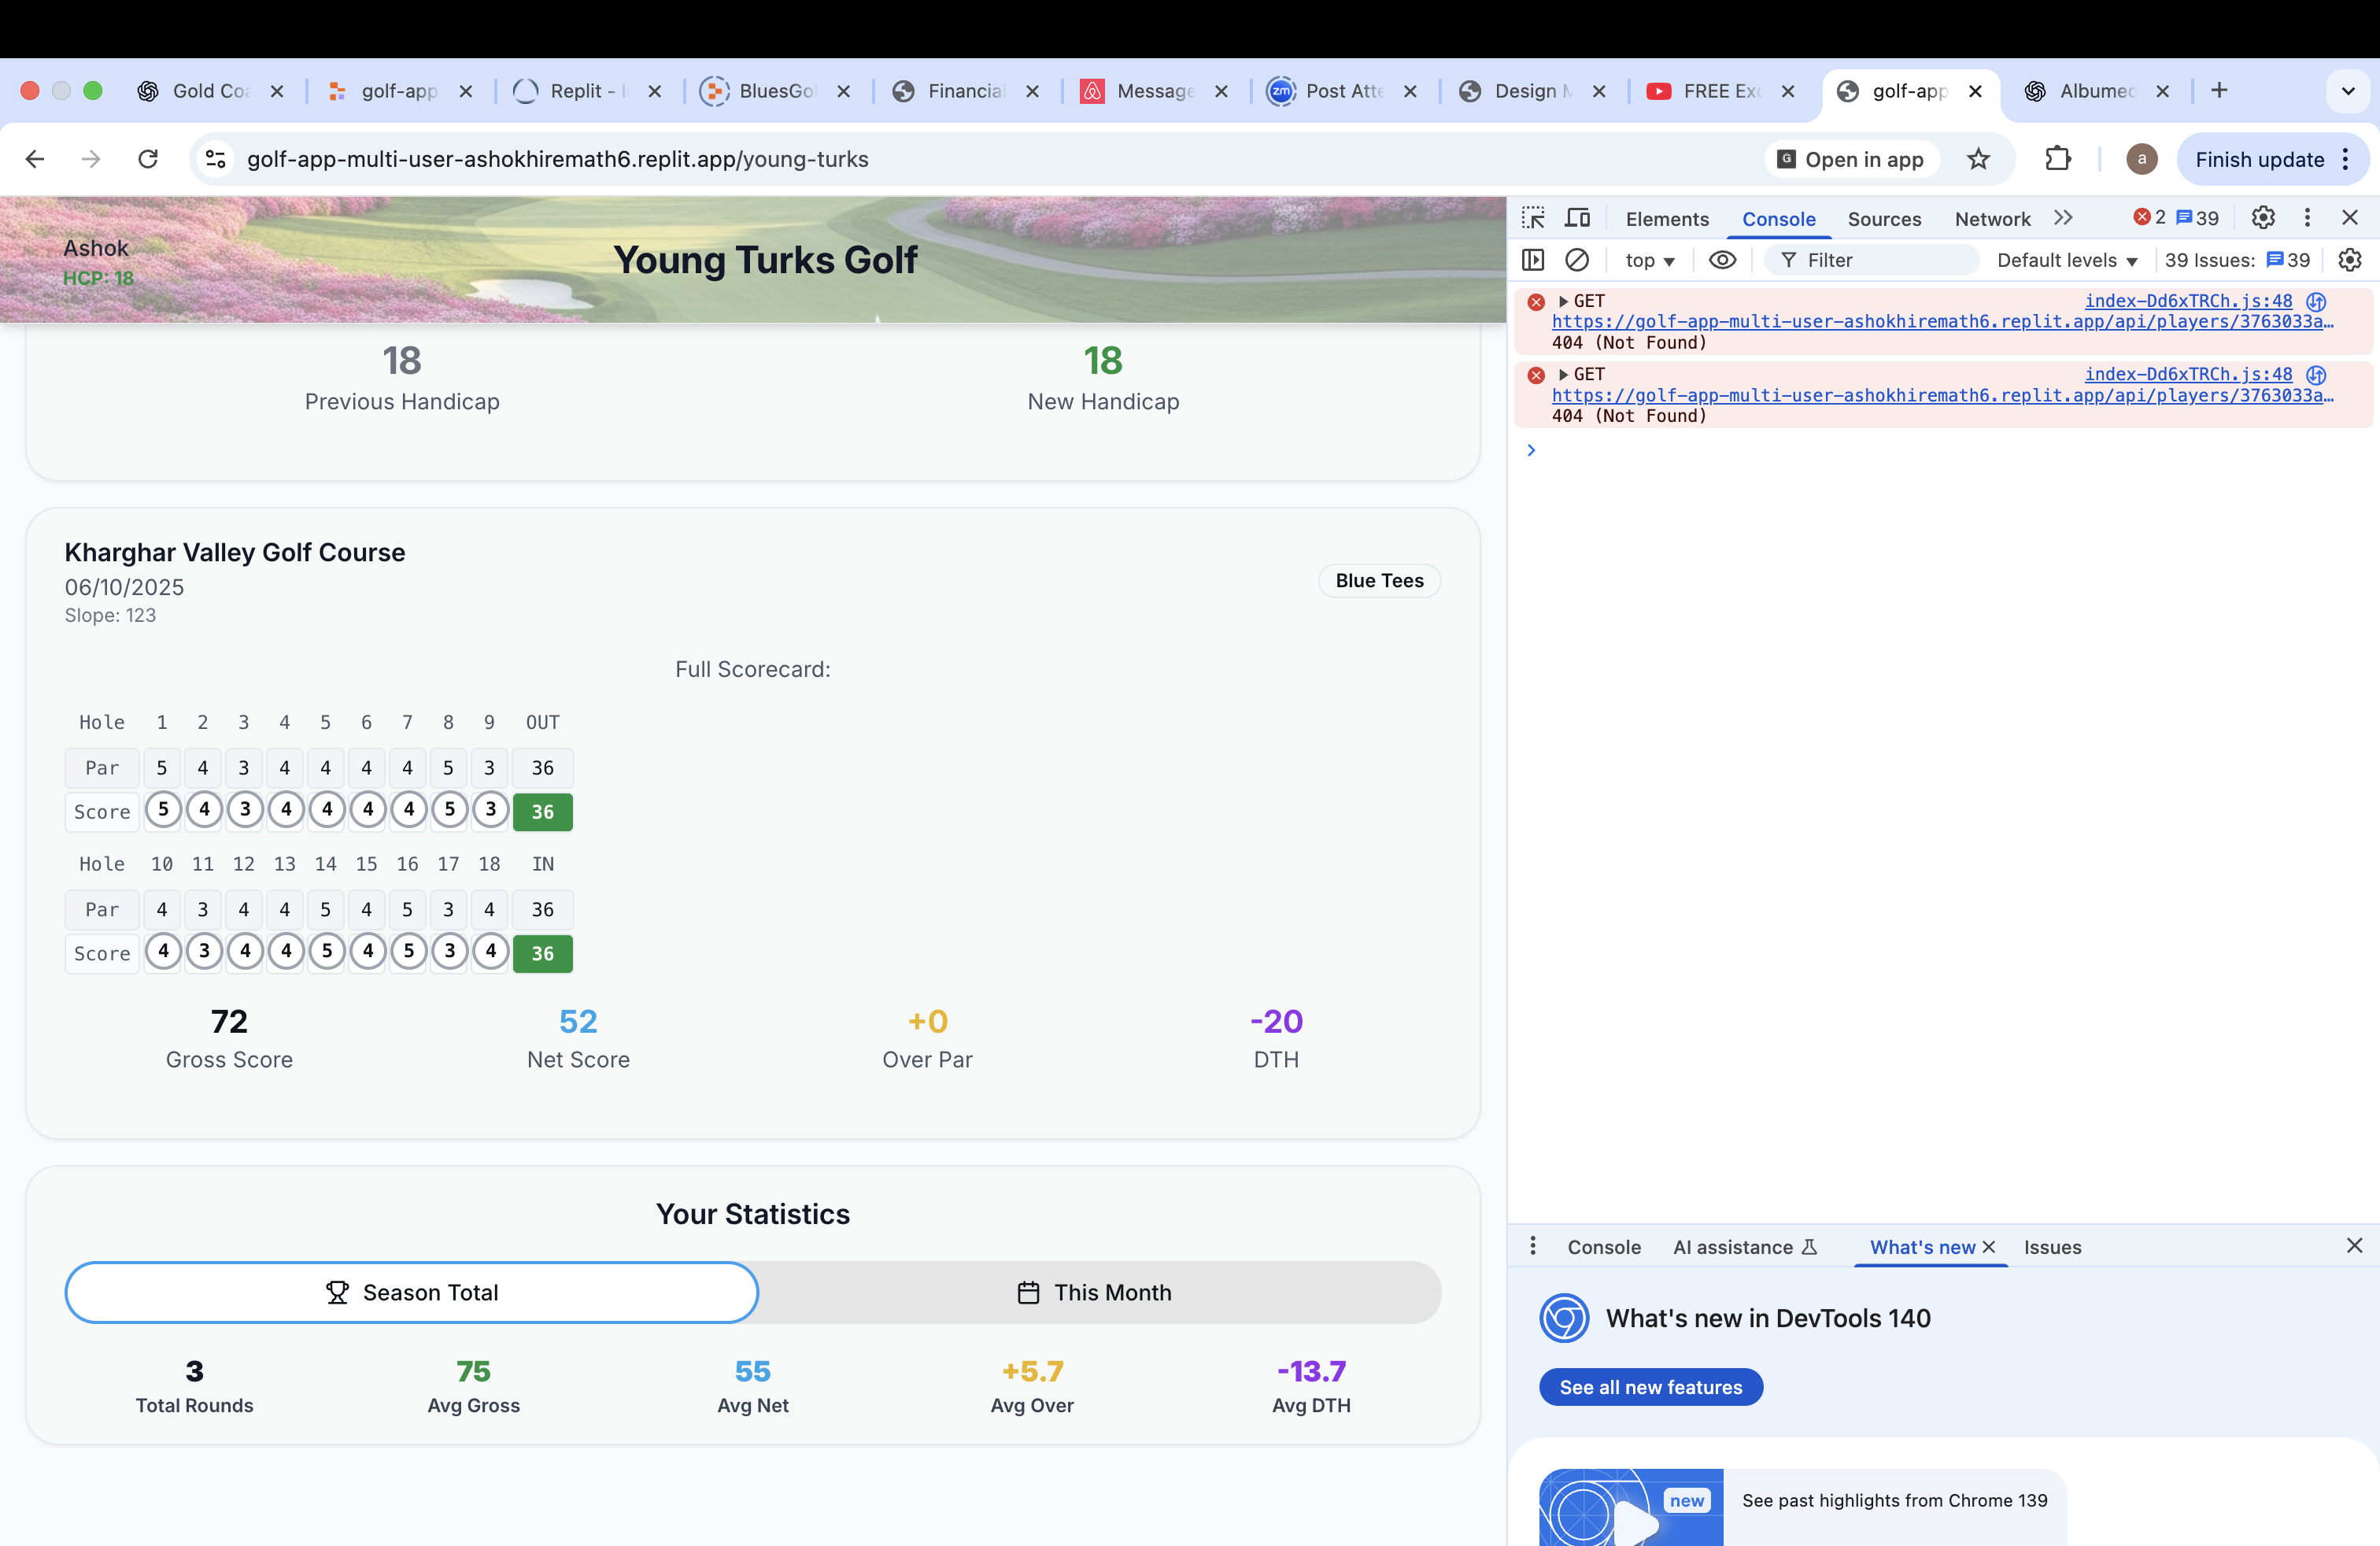 Gold Coa
golf-app
Replit - I
BluesGol
Financial
Message
zm Post Atte
Design M
FREE Exc
golf-app
Albumed
golf-app-multi-user-ashokhiremath6.replit.app/young-turks
Open in app
a
Finish update
Ashok
HCP: 18
Young Turks Golf
18
Previous Handicap
18
New Handicap
Kharghar Valley Golf Course
06/10/2025
Slope: 123
Blue Tees
Full Scorecard:
Hole 1 2 3 4 5 6 7 8 9 OUT
Par 5 4 3 4 4 4 4 5 3 36
Score 5 4 3 4 4 4 4 5 3 36
Hole 10 11 12 13 14 15 16 17 18 IN
Par 4 3 4 4 5 4 5 3 4 36
Score 4 3 4 4 5 4 5 3 4 36
72 52 +0 -20
Gross Score Net Score Over Par DTH
Your Statistics
Season Total
This Month
3 75 55 +5.7 -13.7
Total Rounds Avg Gross Avg Net Avg Over Avg DTH
Elements Console Sources Network 2 39
top Filter Default levels 39 Issues: 39
GET index-Dd6xTRCh.js:48
https://golf-app-multi-user-ashokhiremath6.replit.app/api/players/3763033a…
404 (Not Found)
GET index-Dd6xTRCh.js:48
https://golf-app-multi-user-ashokhiremath6.replit.app/api/players/3763033a…
404 (Not Found)
Console AI assistance What's new Issues
What's new in DevTools 140
See all new features
new
See past highlights from Chrome 139